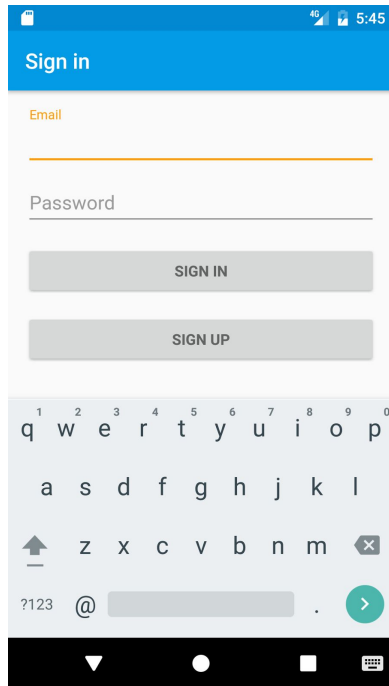 4G 5:45
Sign in
Email
Password
SIGN IN
SIGN UP
1 2 3 4 5 6 7 8 9 0
q w e r t y u i o p
a s d f g h j k l
z x c v b n m
?123 @ .